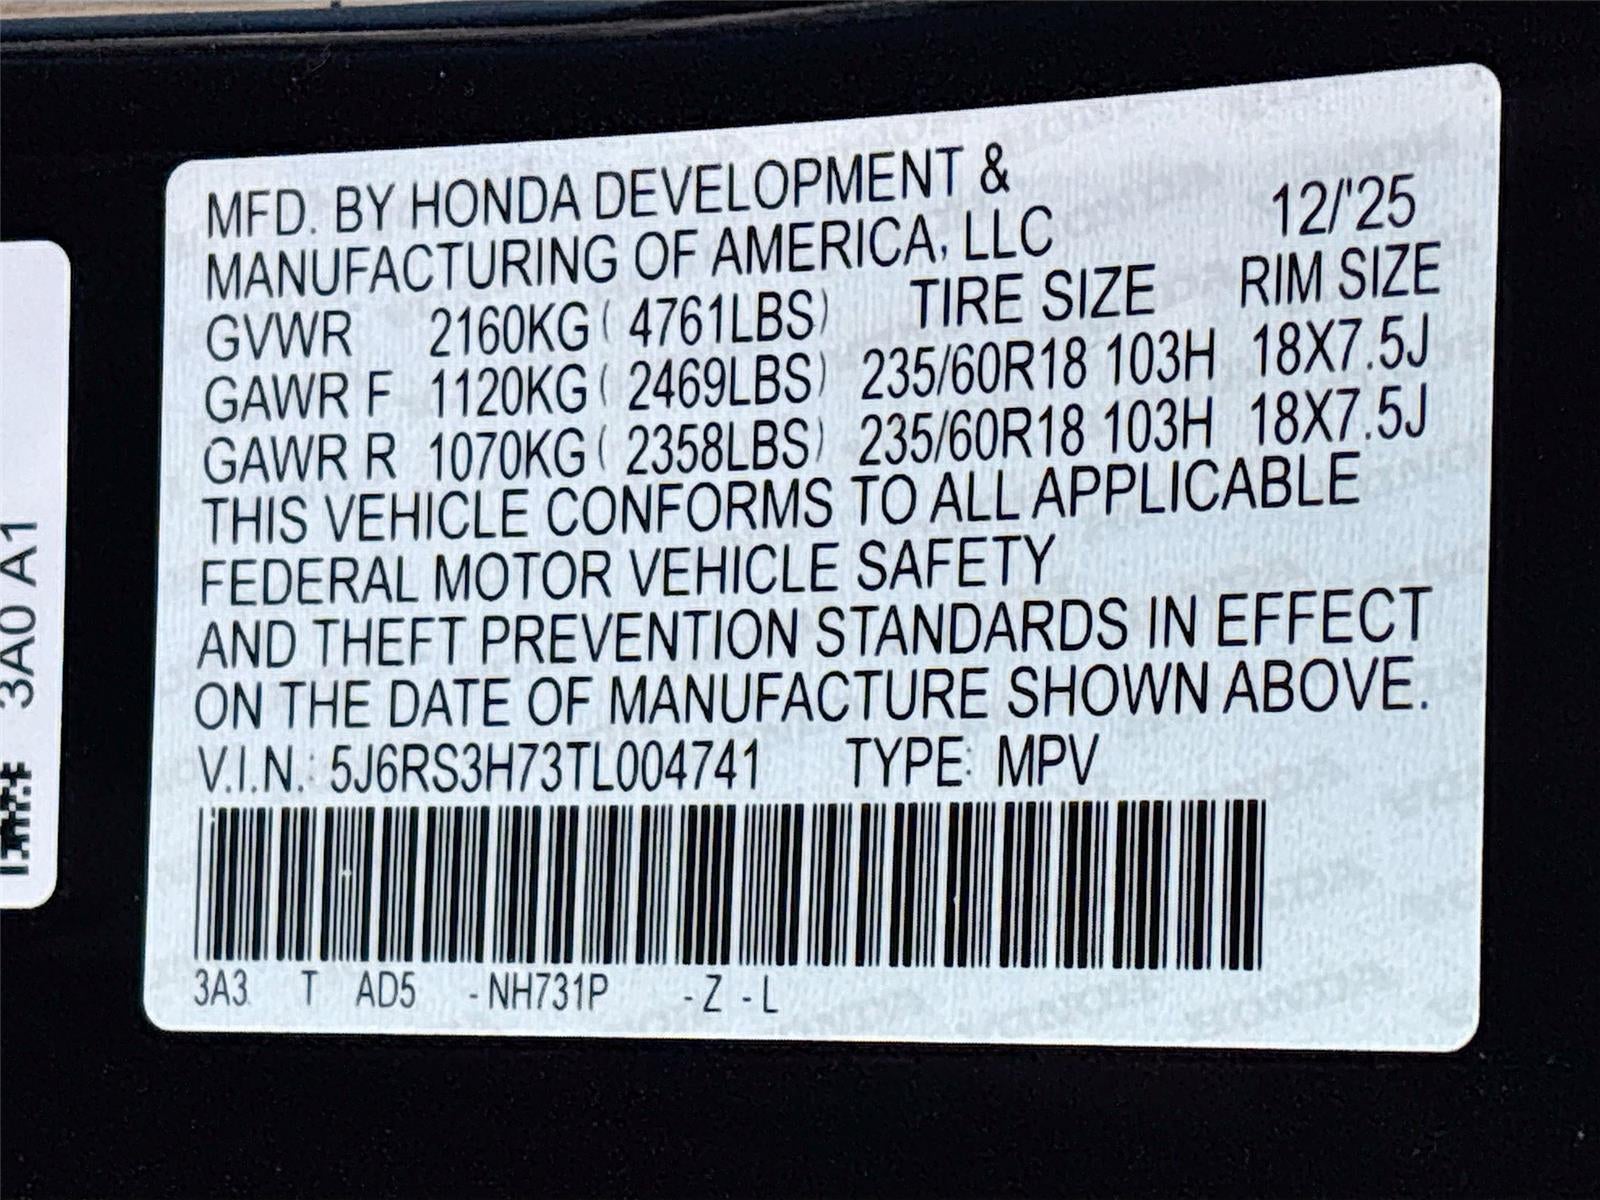 MFD. BY HONDA DEVELOPMENT &
MANUFACTURING OF AMERICA, LLC 12/'25
GVWR 2160KG ( 4761LBS) TIRE SIZE RIM SIZE
GAWR F 1120KG ( 2469LBS) 235/60R18 103H 18X7.5J
GAWR R 1070KG ( 2358LBS) 235/60R18 103H 18X7.5J
THIS VEHICLE CONFORMS TO ALL APPLICABLE
FEDERAL MOTOR VEHICLE SAFETY
AND THEFT PREVENTION STANDARDS IN EFFECT
ON THE DATE OF MANUFACTURE SHOWN ABOVE.
V.I.N.: 5J6RS3H73TL004741 TYPE: MPV
3A3 T AD5 -NH731P -Z -L
3A0 A1